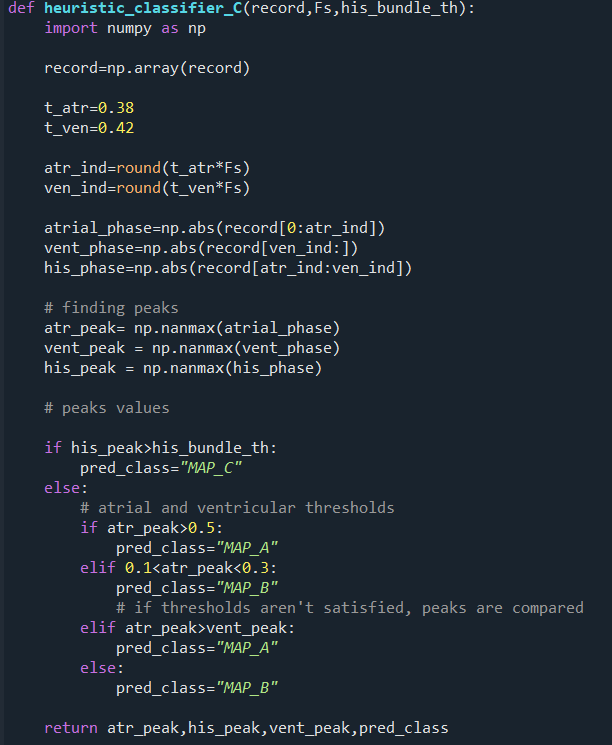 def heuristic_classifier_C(record,Fs,his_bundle_th):
    import numpy as np
    record=np.array(record)
    t_atr=0.38
    t_ven=0.42
    atr_ind=round(t_atr*Fs)
    ven_ind=round(t_ven*Fs)
    atrial_phase=np.abs(record[0:atr_ind])
    vent_phase=np.abs(record[ven_ind:])
    his_phase=np.abs(record[atr_ind:ven_ind])
    # finding peaks
    atr_peak= np.nanmax(atrial_phase)
    vent_peak = np.nanmax(vent_phase)
    his_peak = np.nanmax(his_phase)
    # peaks values
    if his_peak>his_bundle_th:
        pred_class="MAP_C"
    else:
        # atrial and ventricular thresholds
        if atr_peak>0.5:
            pred_class="MAP_A"
        elif 0.1<atr_peak<0.3:
            pred_class="MAP_B"
            # if thresholds aren't satisfied, peaks are compared
        elif atr_peak>vent_peak:
            pred_class="MAP_A"
        else:
            pred_class="MAP_B"
    return atr_peak,his_peak,vent_peak,pred_class